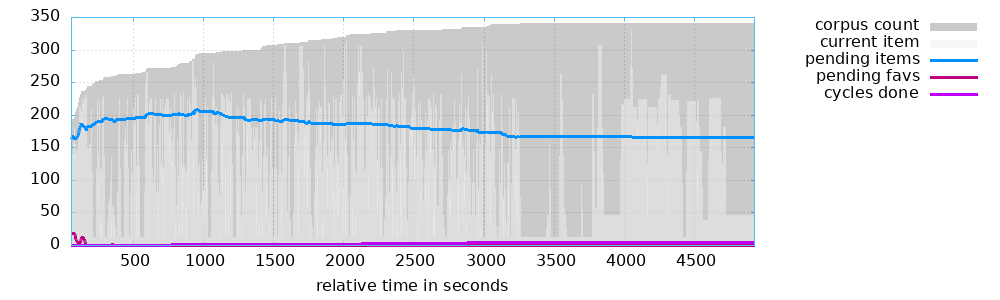 350
300
250
200
150
100
50
0
500 1000 1500 2000 2500 3000 3500 4000 4500
relative time in seconds
corpus count
current item
pending items
pending favs
cycles done